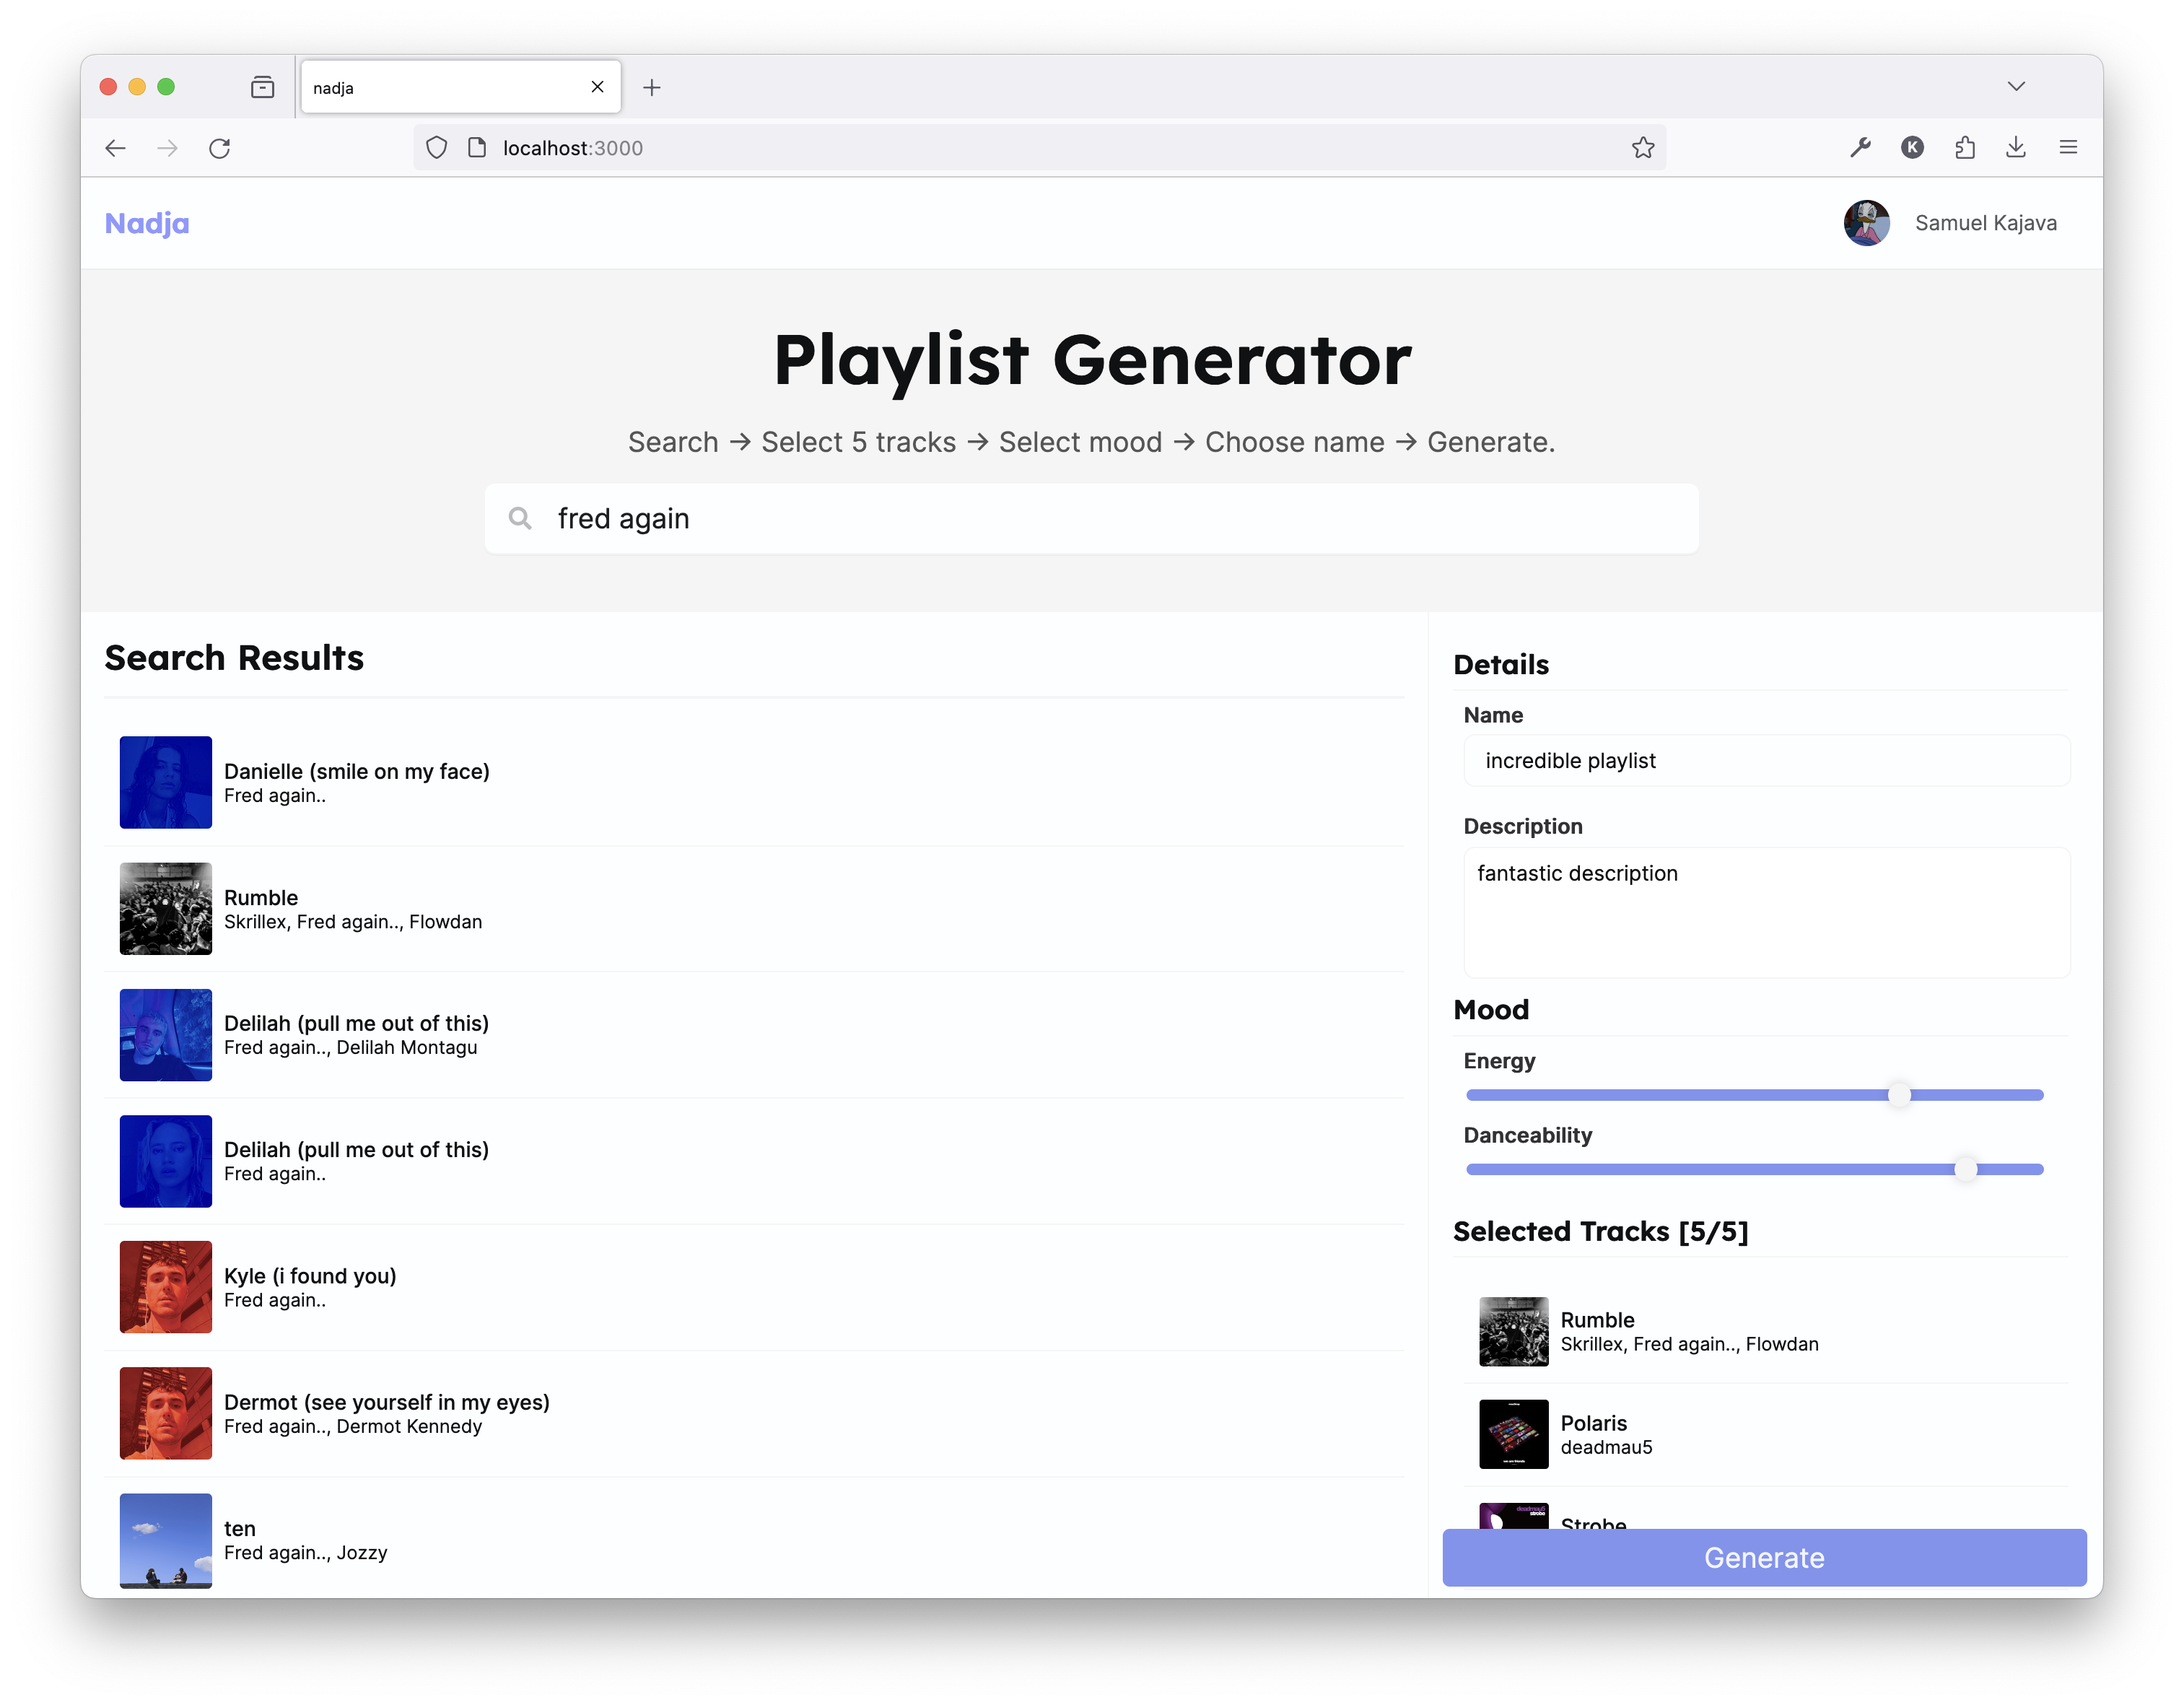 nadja
localhost:3000
K
Nadja
Samuel Kajava
Playlist Generator
Search → Select 5 tracks → Select mood → Choose name → Generate.
fred again
Search Results
Danielle (smile on my face)
Fred again..
Rumble
Skrillex, Fred again.., Flowdan
Delilah (pull me out of this)
Fred again.., Delilah Montagu
Delilah (pull me out of this)
Fred again..
Kyle (i found you)
Fred again..
Dermot (see yourself in my eyes)
Fred again.., Dermot Kennedy
ten
Fred again.., Jozzy
Details
Name
incredible playlist
Description
fantastic description
Mood
Energy
Danceability
Selected Tracks [5/5]
Rumble
Skrillex, Fred again.., Flowdan
Polaris
deadmau5
deadmau5
strobe
Strobe
Generate